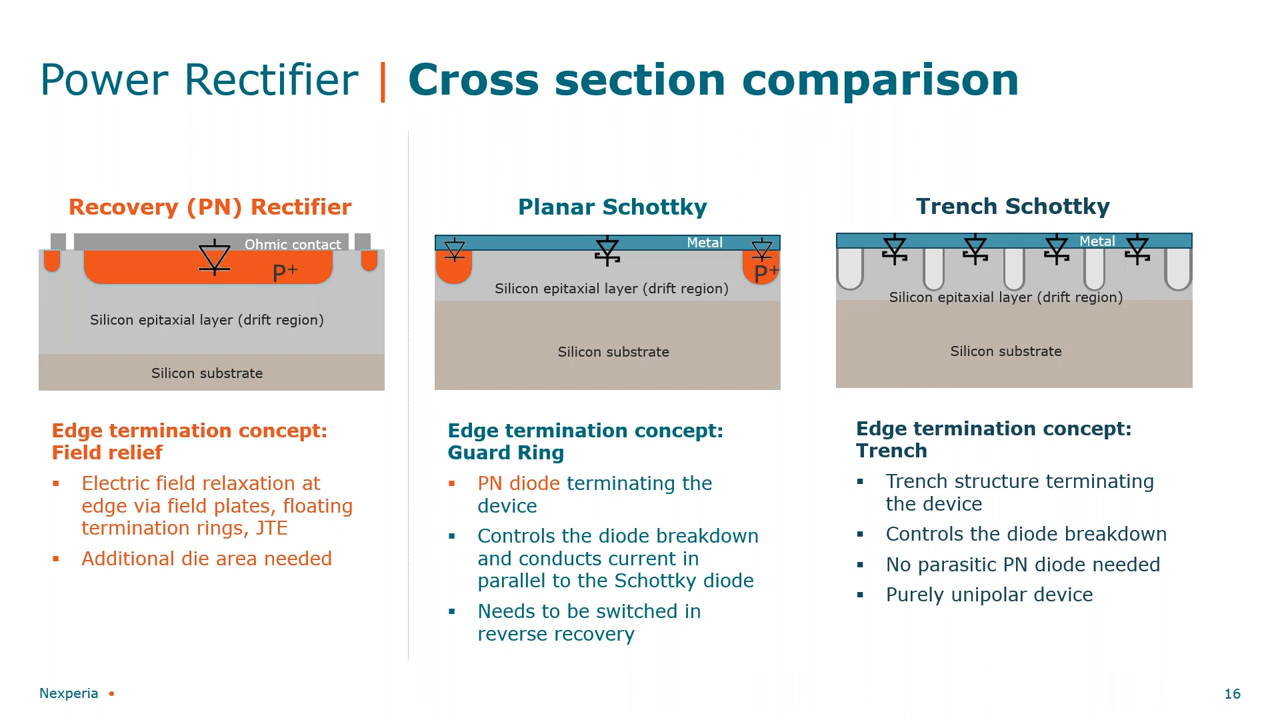 Power Rectifier | Cross section comparison
Recovery (PN) Rectifier
Ohmic contact
P+
Silicon epitaxial layer (drift region)
Silicon substrate
Edge termination concept:
Field relief
▪ Electric field relaxation at
edge via field plates, floating
termination rings, JTE
▪ Additional die area needed
Planar Schottky
Metal
P+
Silicon epitaxial layer (drift region)
Silicon substrate
Edge termination concept:
Guard Ring
▪ PN diode terminating the
device
▪ Controls the diode breakdown
and conducts current in
parallel to the Schottky diode
▪ Needs to be switched in
reverse recovery
Trench Schottky
Metal
Silicon epitaxial layer (drift region)
Silicon substrate
Edge termination concept:
Trench
▪ Trench structure terminating
the device
▪ Controls the diode breakdown
▪ No parasitic PN diode needed
▪ Purely unipolar device
Nexperia •
16